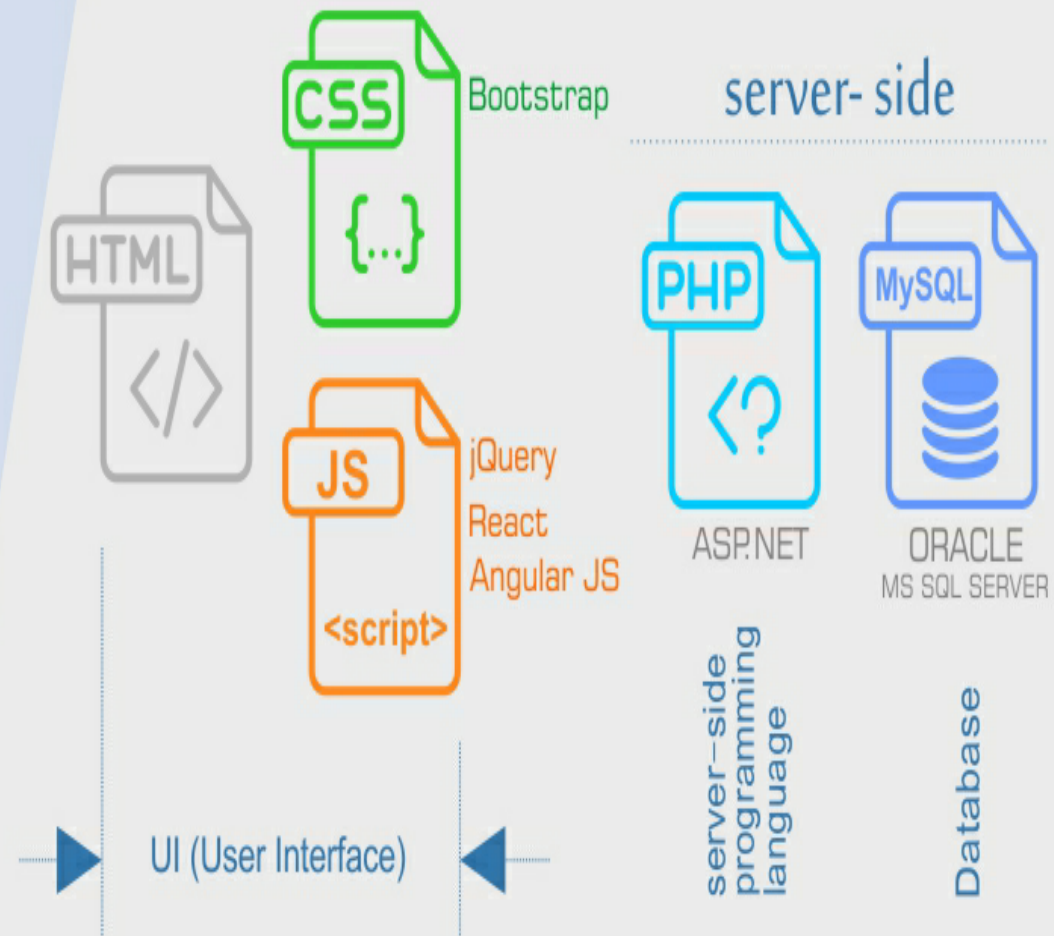 HTML
</>
CSS
{...}
Bootstrap
JS
<script>
jQuery
React
Angular JS
UI (User Interface)
server- side
PHP
<?
ASP.NET
server-side
programming
language
MySQL
ORACLE
MS SQL SERVER
Database